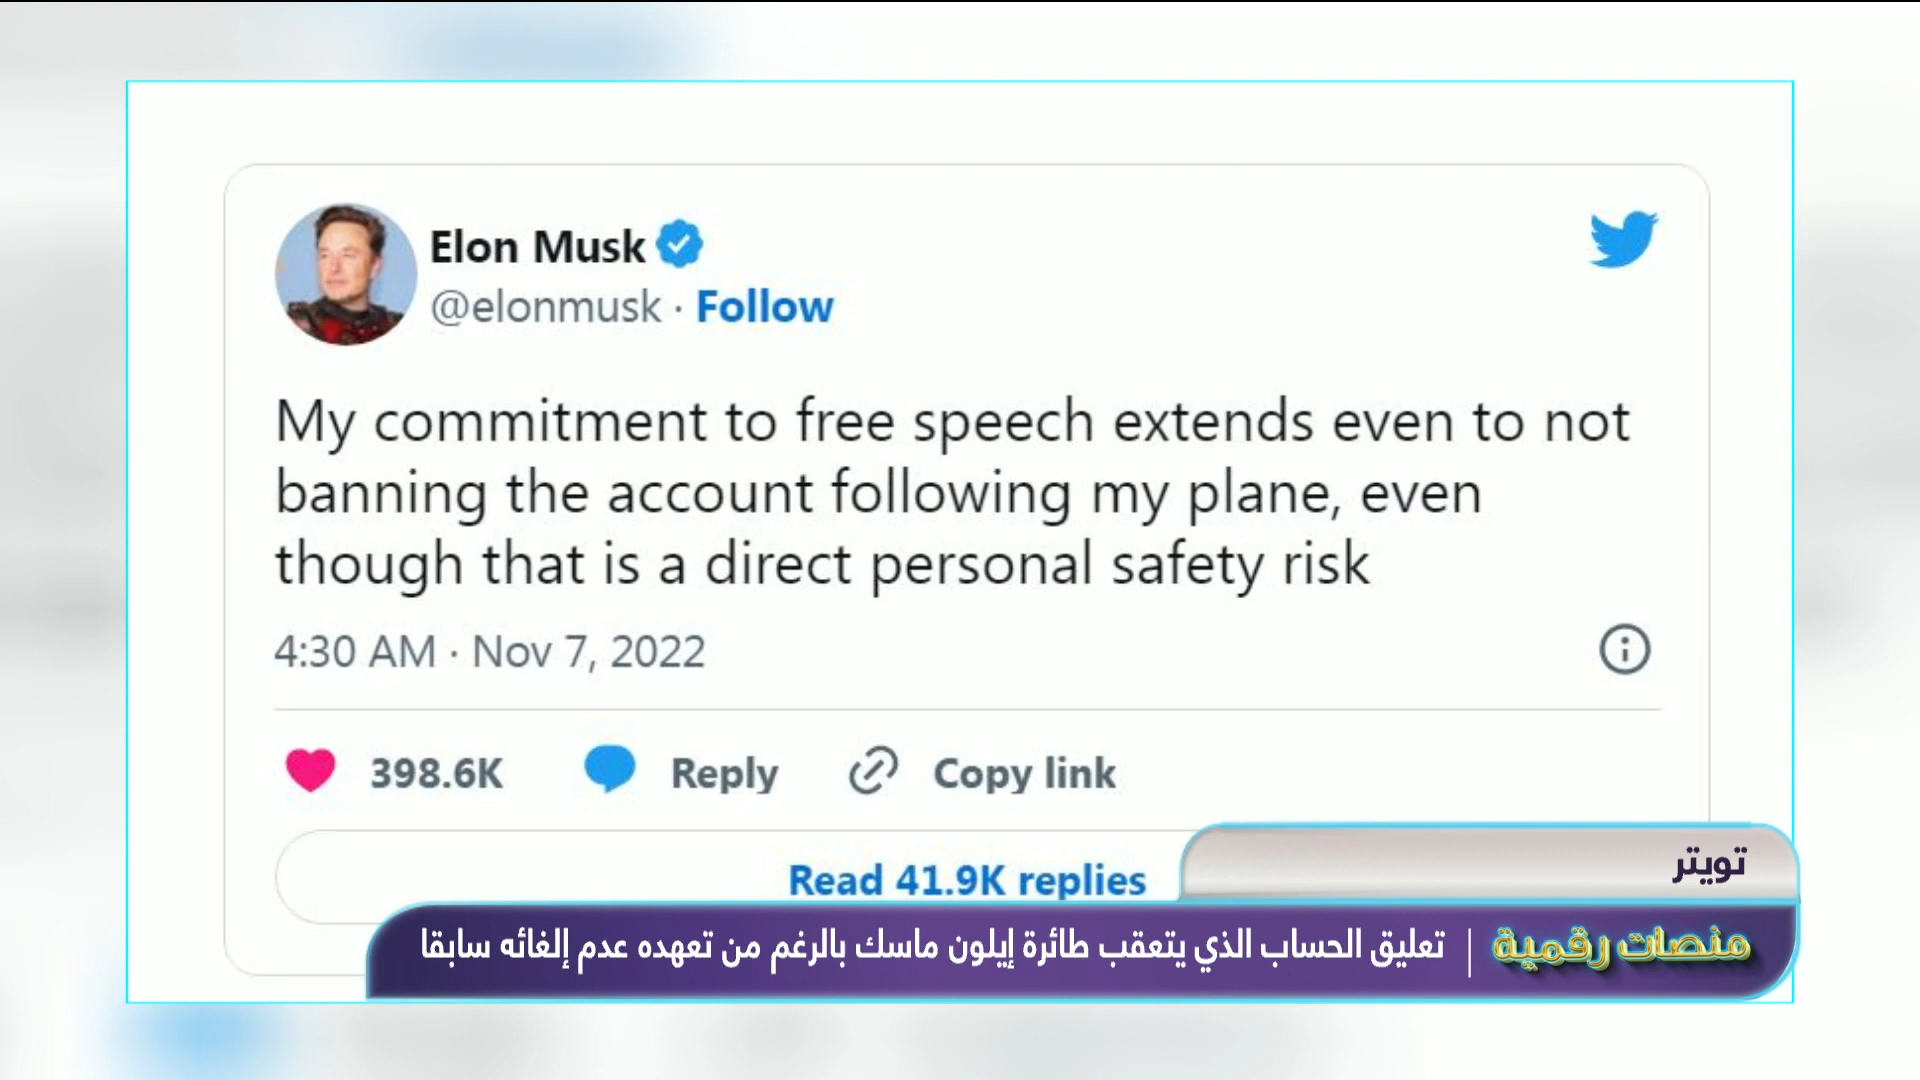 Elon Musk
@elonmusk · Follow
My commitment to free speech extends even to not
banning the account following my plane, even
though that is a direct personal safety risk
4:30 AM · Nov 7, 2022
398.6K Reply Copy link
Read 41.9K replies
تويتر
منصات رقمية | تعليق الحساب الذي يتعقب طائرة إيلون ماسك بالرغم من تعهده عدم إلغائه سابقا